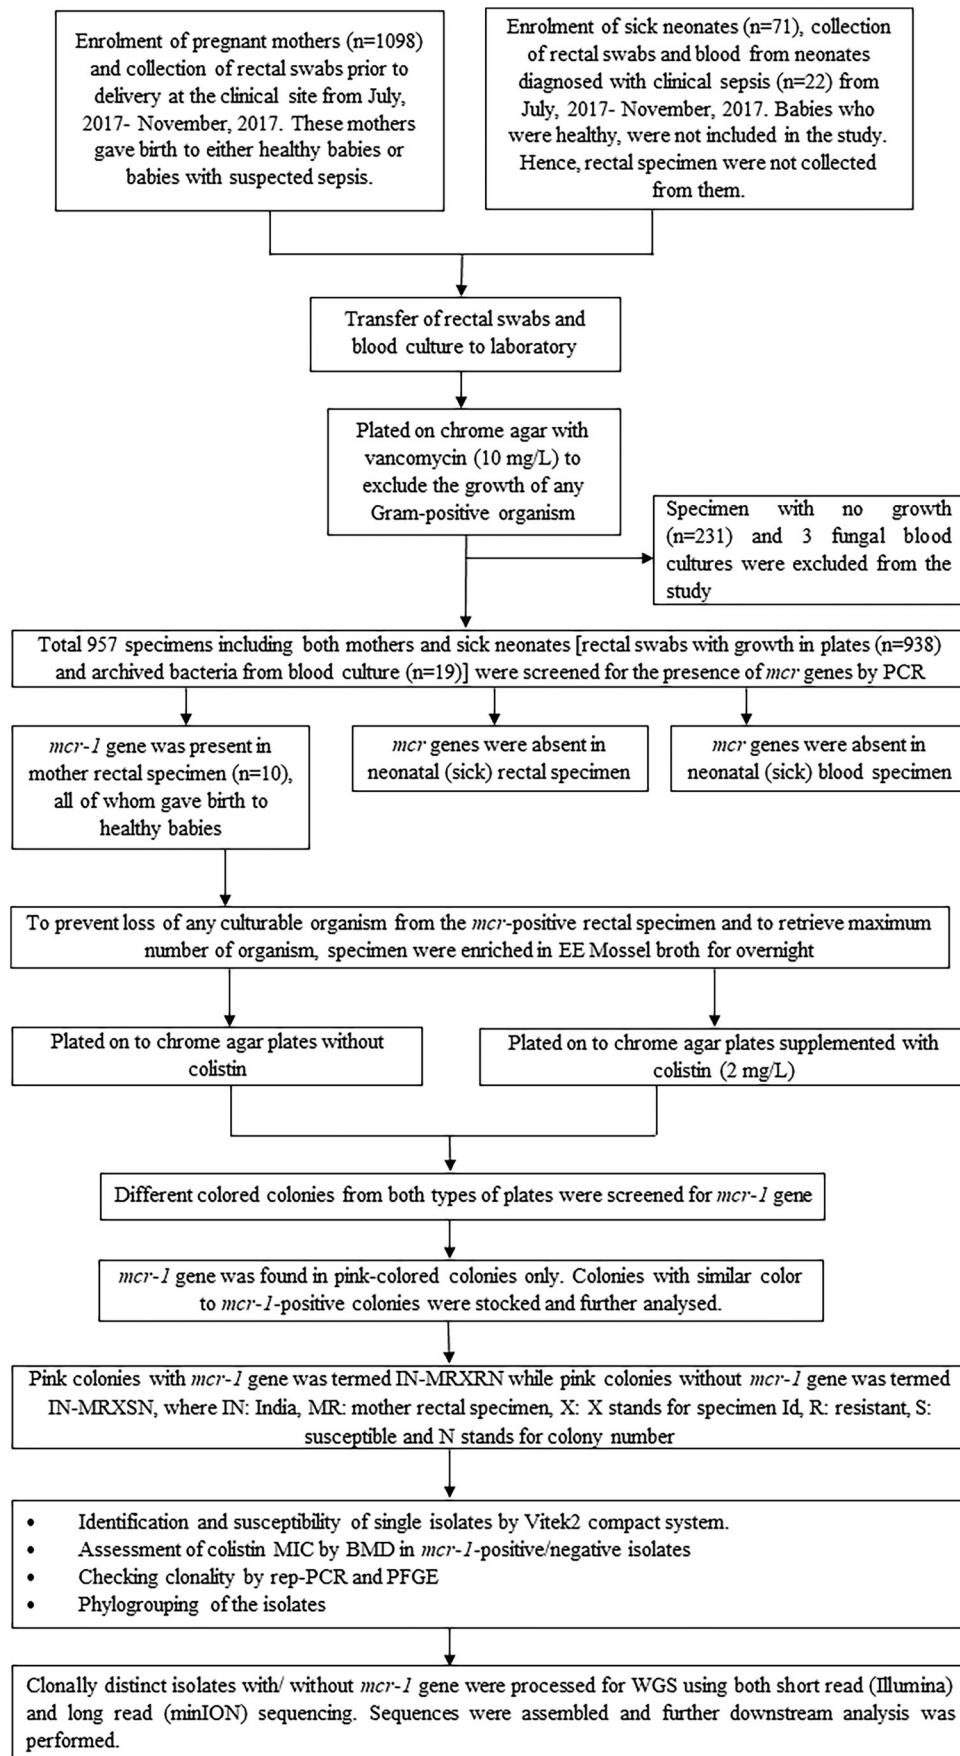 Enrolment of pregnant mothers (n=1098)
and collection of rectal swabs prior to
delivery at the clinical site from July,
2017- November, 2017. These mothers
gave birth to either healthy babies or
babies with suspected sepsis.
Enrolment of sick neonates (n=71), collection
of rectal swabs and blood from neonates
diagnosed with clinical sepsis (n=22) from
July, 2017- November, 2017. Babies who
were healthy, were not included in the study.
Hence, rectal specimen were not collected
from them.
Transfer of rectal swabs and
blood culture to laboratory
Plated on chrome agar with
vancomycin (10 mg/L) to
exclude the growth of any
Gram-positive organism
Specimen with no growth
(n=231) and 3 fungal blood
cultures were excluded from the
study
Total 957 specimens including both mothers and sick neonates [rectal swabs with growth in plates (n=938)
and archived bacteria from blood culture (n=19)] were screened for the presence of mcr genes by PCR
mcr-1 gene was present in
mother rectal specimen (n=10),
all of whom gave birth to
healthy babies
mcr genes were absent in
neonatal (sick) rectal specimen
mcr genes were absent in
neonatal (sick) blood specimen
To prevent loss of any culturable organism from the mcr-positive rectal specimen and to retrieve maximum
number of organism, specimen were enriched in EE Mossel broth for overnight
Plated on to chrome agar plates without
colistin
Plated on to chrome agar plates supplemented with
colistin (2 mg/L)
Different colored colonies from both types of plates were screened for mcr-1 gene
mcr-1 gene was found in pink-colored colonies only. Colonies with similar color
to mcr-1-positive colonies were stocked and further analysed.
Pink colonies with mcr-1 gene was termed IN-MRXRN while pink colonies without mcr-1 gene was termed
IN-MRXSN, where IN: India, MR: mother rectal specimen, X: X stands for specimen Id, R: resistant, S:
susceptible and N stands for colony number
• Identification and susceptibility of single isolates by Vitek2 compact system.
• Assessment of colistin MIC by BMD in mcr-1-positive/negative isolates
• Checking clonality by rep-PCR and PFGE
• Phylogrouping of the isolates
Clonally distinct isolates with/ without mcr-1 gene were processed for WGS using both short read (Illumina)
and long read (minION) sequencing. Sequences were assembled and further downstream analysis was
performed.